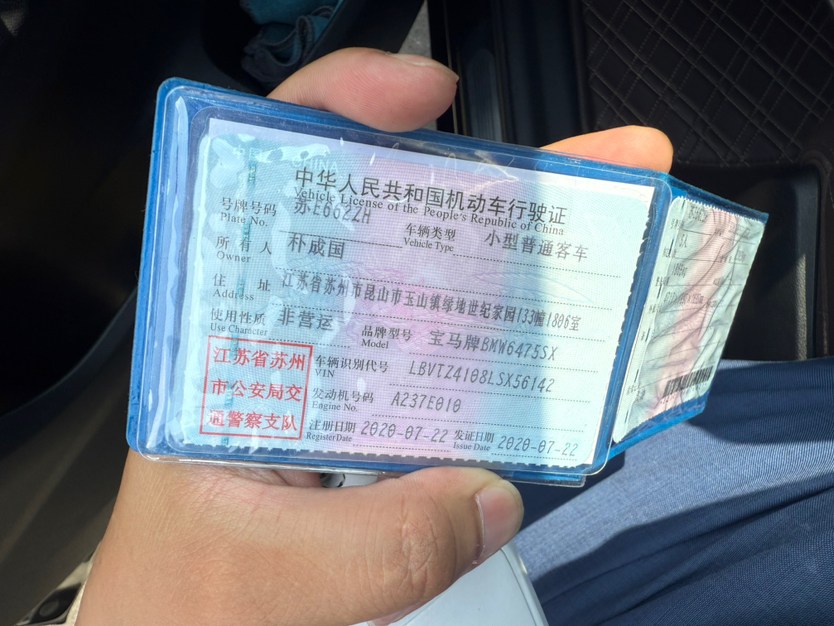 中华人民共和国机动车行驶证
Vehicle License of the People's Republic of China
号牌号码 苏E662ZH 车辆类型 小型普通客车
Plate No. Vehicle Type
所有人 朴成国
Owner
住址 江苏省苏州市昆山市玉山镇绿地世纪家园133幢1806室
Address
使用性质 非营运 品牌型号 宝马牌BMW6475SX
Use Character Model
江苏省苏州 车辆识别代号 LBVTZ4108LSX56142
VIN
市公安局交 发动机号码 A237E010
Engine No.
通警察支队 注册日期 2020-07-22 发证日期 2020-07-22
Register Date Issue Date